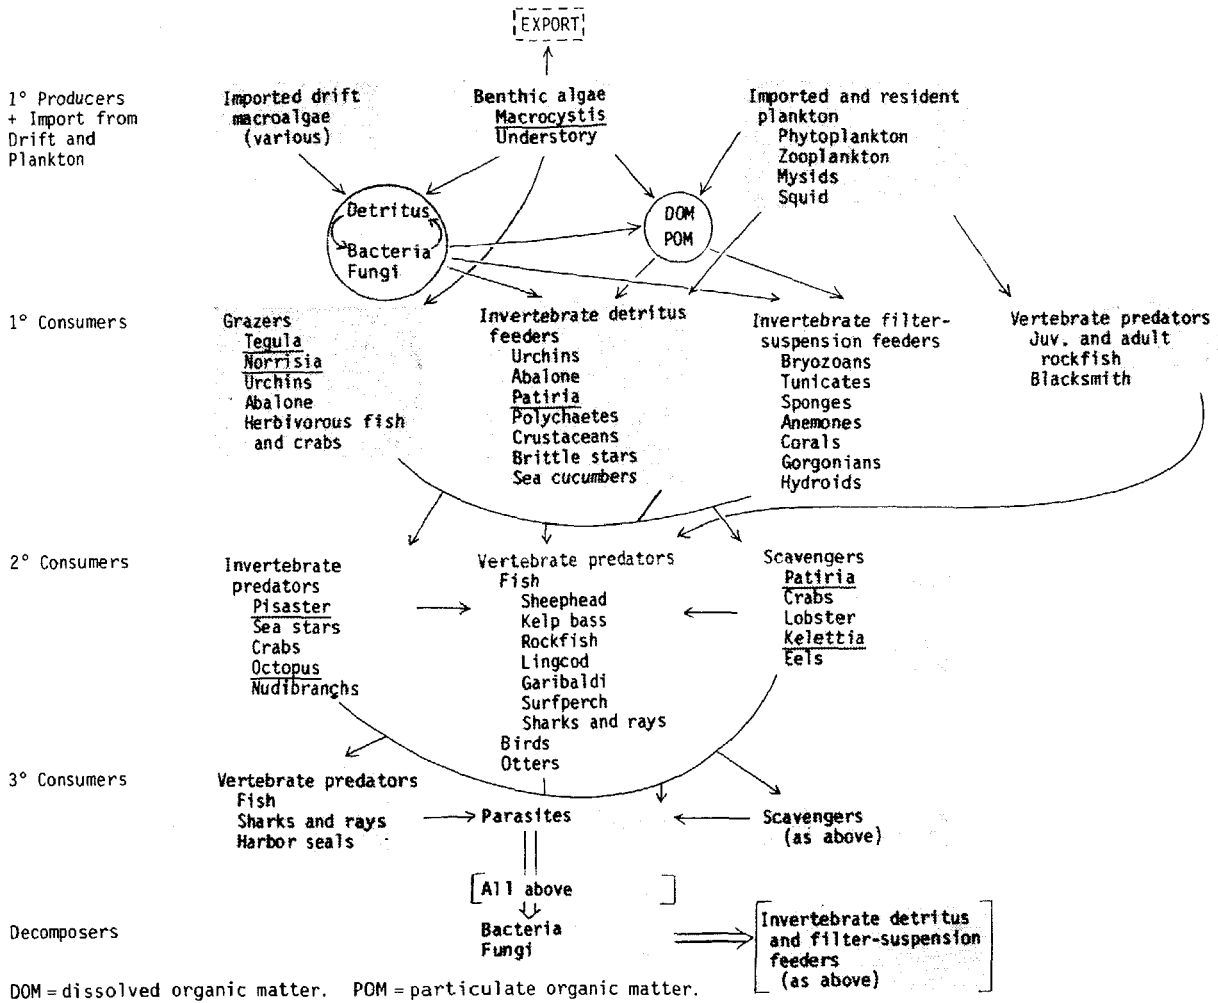 EXPORT
1° Producers
+ Import from
Drift and
Plankton
Imported drift
macroalgae
(various)
Benthic algae
Macrocystis
Understory
Imported and resident
plankton
Phytoplankton
Zooplankton
Mysids
Squid
Detritus
Bacteria
Fungi
DOM
POM
1° Consumers
Grazers
Tegula
Norrisia
Urchins
Abalone
Herbivorous fish
and crabs
Invertebrate detritus
feeders
Urchins
Abalone
Patiria
Polychaetes
Crustaceans
Brittle stars
Sea cucumbers
Invertebrate filter-
suspension feeders
Bryozoans
Tunicates
Sponges
Anemones
Corals
Gorgonians
Hydroids
Vertebrate predators
Juv. and adult
rockfish
Blacksmith
2° Consumers
Invertebrate
predators
Pisaster
Sea stars
Crabs
Octopus
Nudibranchs
Vertebrate predators
Fish
Sheephead
Kelp bass
Rockfish
Lingcod
Garibaldi
Surfperch
Sharks and rays
Birds
Otters
Scavengers
Patiria
Crabs
Lobster
Kelettia
Eels
3° Consumers
Vertebrate predators
Fish
Sharks and rays
Harbor seals
Parasites
Scavengers
(as above)
[All above ]
Decomposers
Bacteria
Fungi
Invertebrate detritus
and filter-suspension
feeders
(as above)
DOM = dissolved organic matter. POM = particulate organic matter.